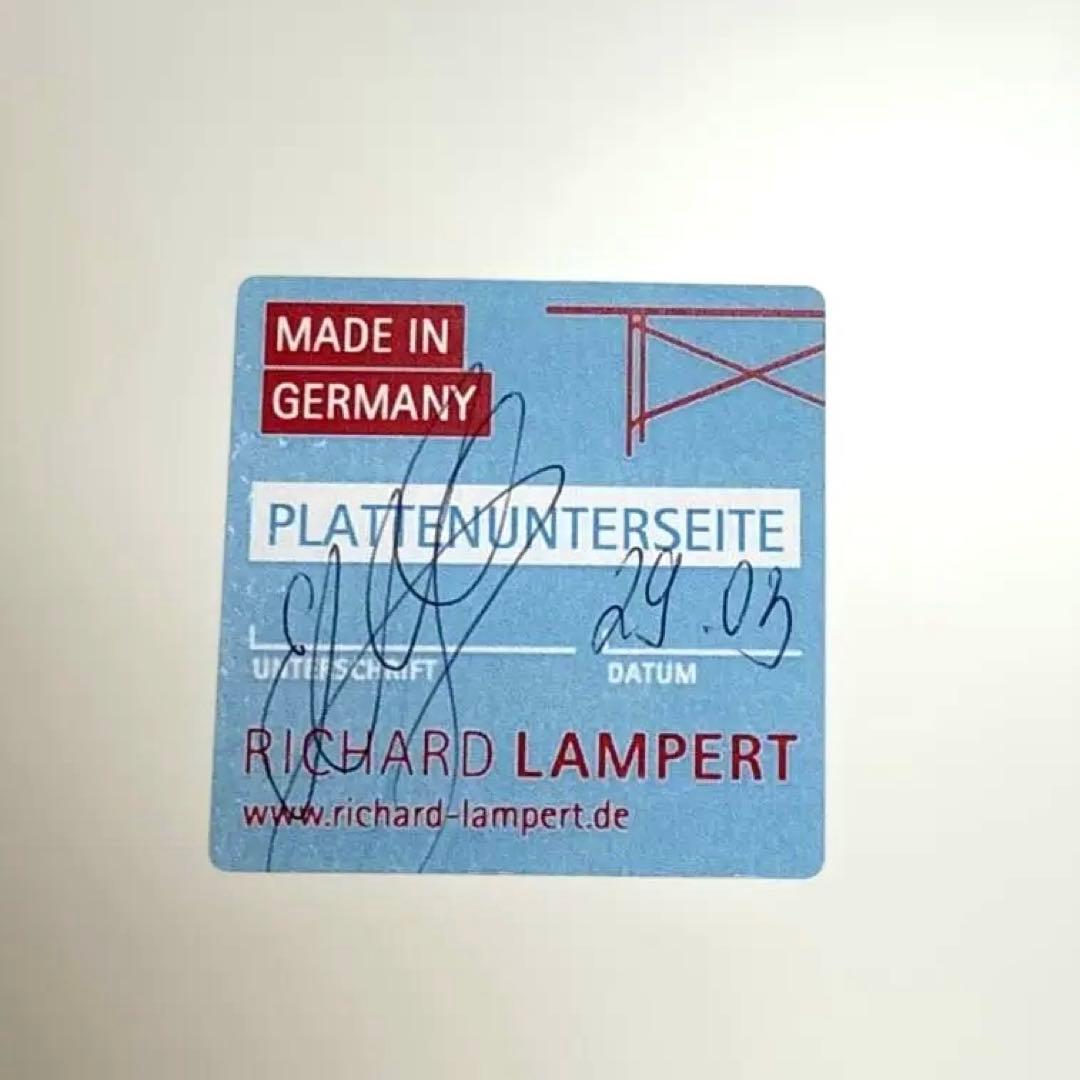 MADE IN
GERMANY
PLATTENUNTERSEITE
29.03
UNTERSCHRIFT
DATUM
RICHARD LAMPERT
www.richard-lampert.de